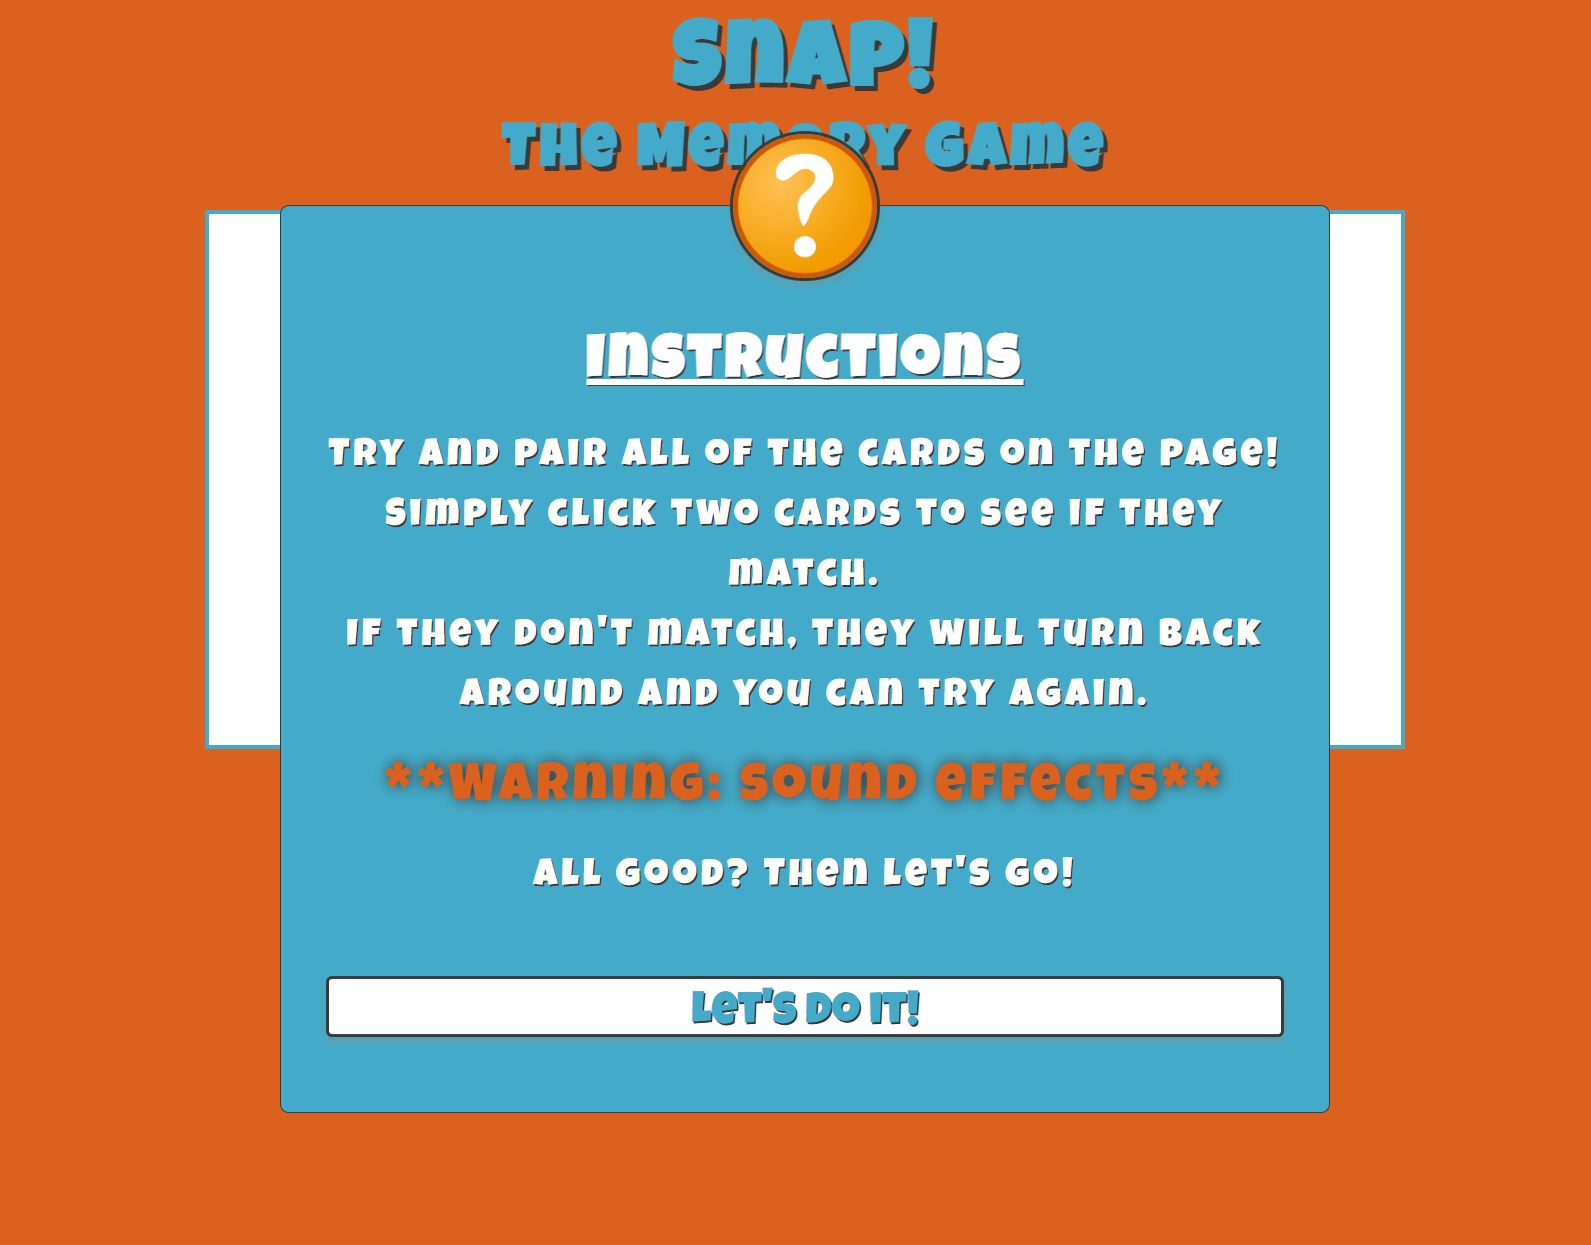 SNAP!
THE MEMORY GAME
?
INSTRUCTIONS
TRY AND PAIR ALL OF THE CARDS ON THE PAGE!
SIMPLY CLICK TWO CARDS TO SEE IF THEY
MATCH.
IF THEY DON'T MATCH, THEY WILL TURN BACK
AROUND AND YOU CAN TRY AGAIN.
**WARNING: SOUND EFFECTS**
ALL GOOD? THEN LET'S GO!
LET'S DO IT!